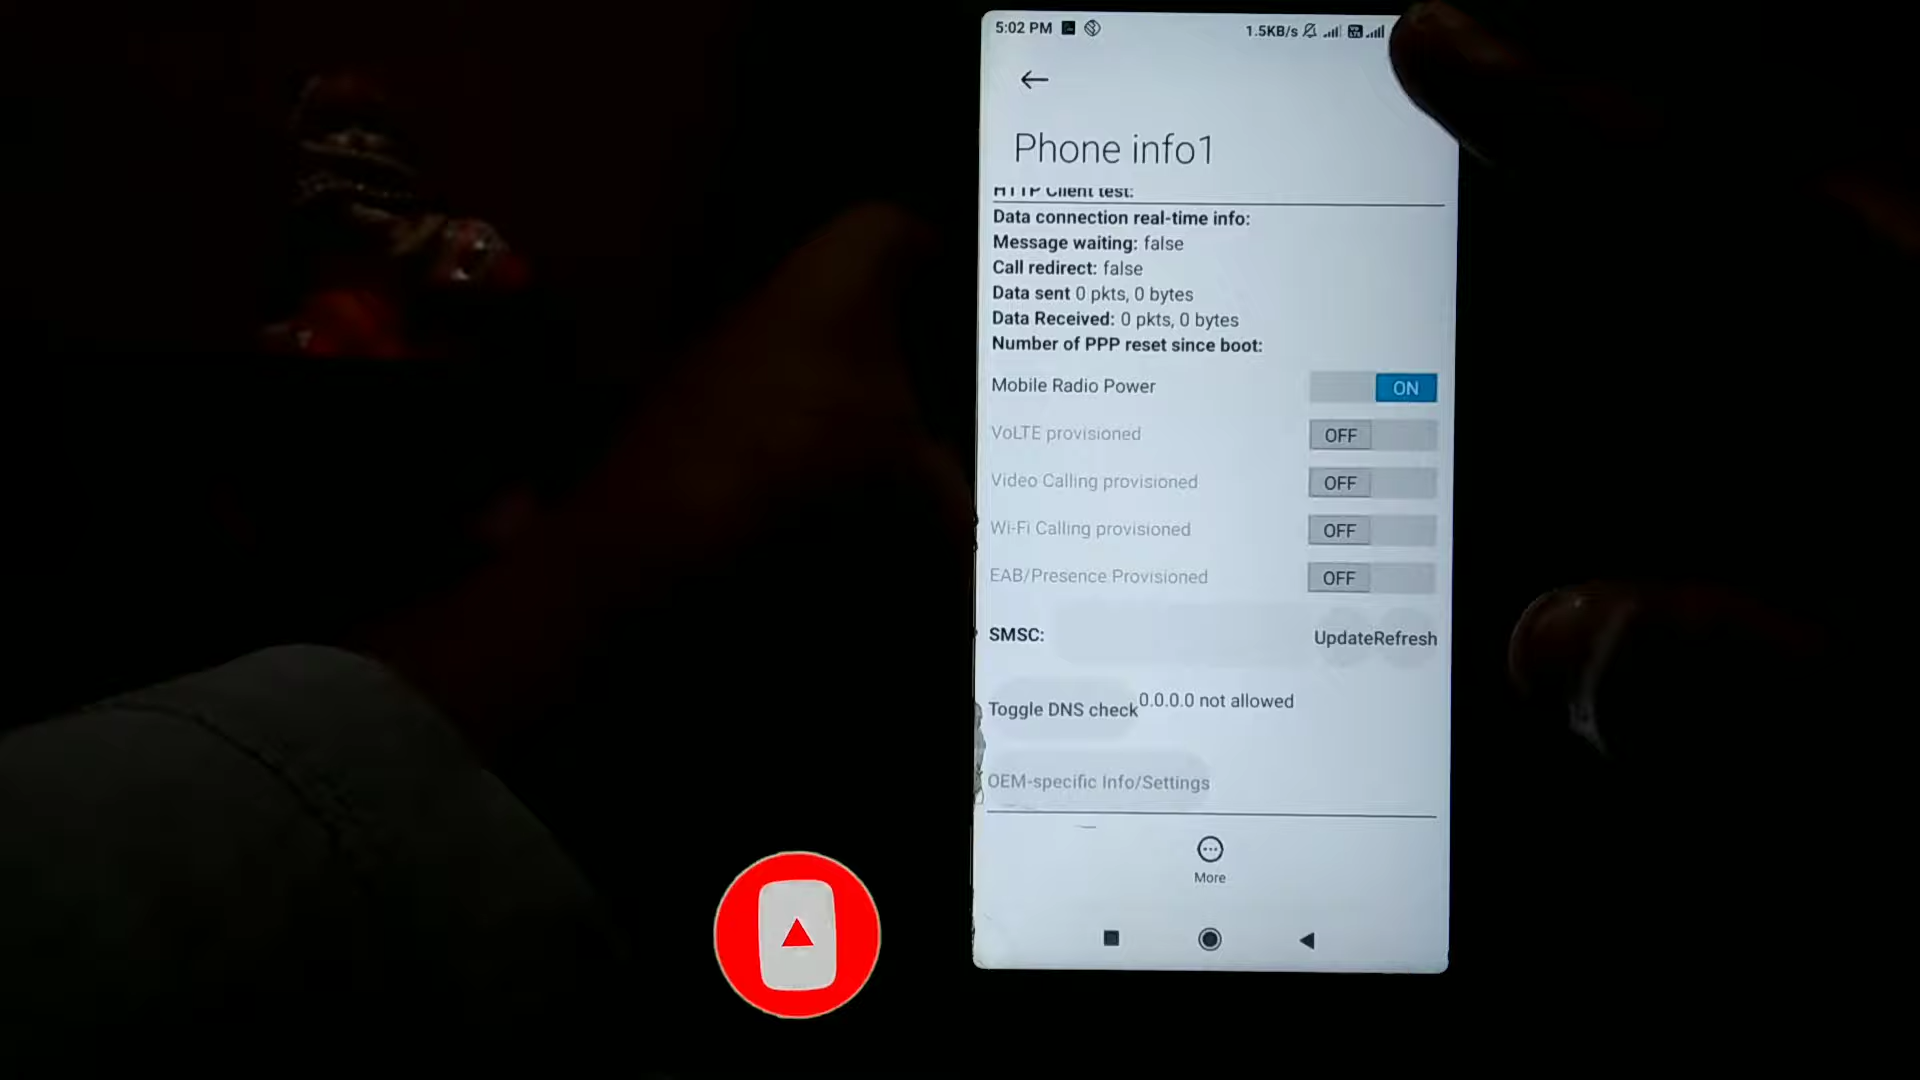 5:02 PM 1.5KB/s
Phone info1
HTTP Client test:
Data connection real-time info:
Message waiting: false
Call redirect: false
Data sent 0 pkts, 0 bytes
Data Received: 0 pkts, 0 bytes
Number of PPP reset since boot:
Mobile Radio Power ON
VoLTE provisioned OFF
Video Calling provisioned OFF
Wi-Fi Calling provisioned OFF
EAB/Presence Provisioned OFF
SMSC: UpdateRefresh
Toggle DNS check 0.0.0.0 not allowed
OEM-specific Info/Settings
More